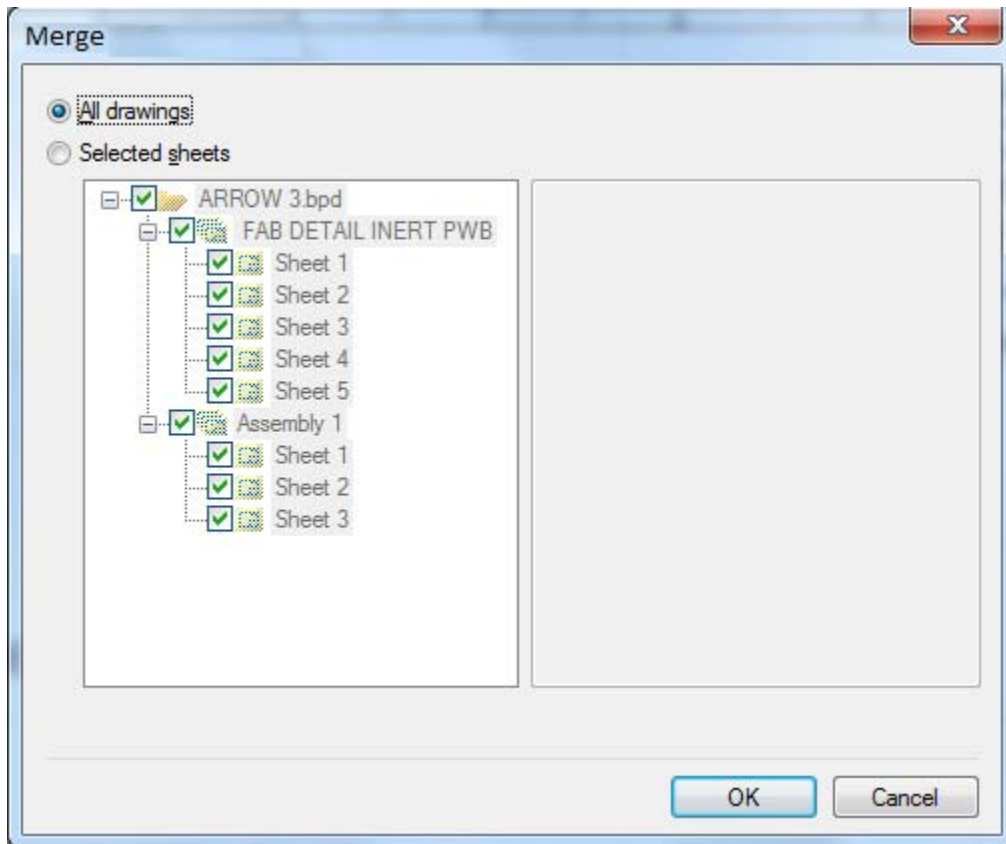 Merge
All drawings
Selected sheets
ARROW 3.bpd
FAB DETAIL INERT PWB
Sheet 1
Sheet 2
Sheet 3
Sheet 4
Sheet 5
Assembly 1
Sheet 1
Sheet 2
Sheet 3
OK Cancel